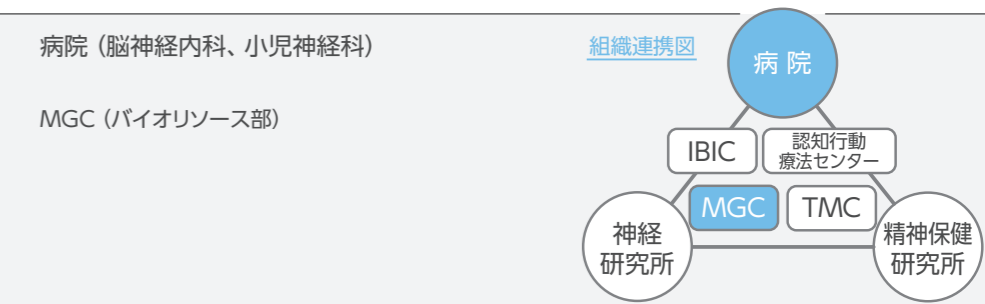 病院（脳神経内科、小児神経科）
MGC（バイオリソース部）
組織連携図
病院
IBIC
認知行動
療法センター
MGC
TMC
神経
研究所
精神保健
研究所